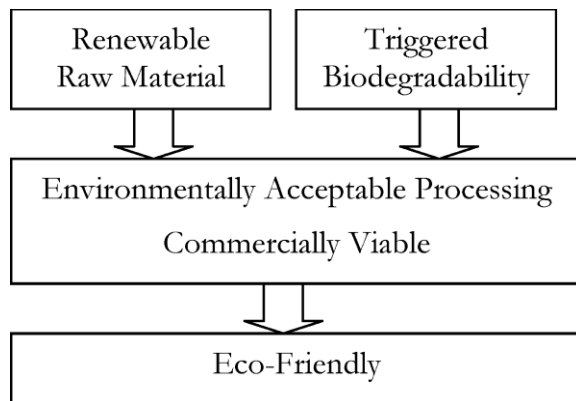 Renewable
Raw Material
Triggered
Biodegradability
Environmentally Acceptable Processing
Commercially Viable
Eco-Friendly